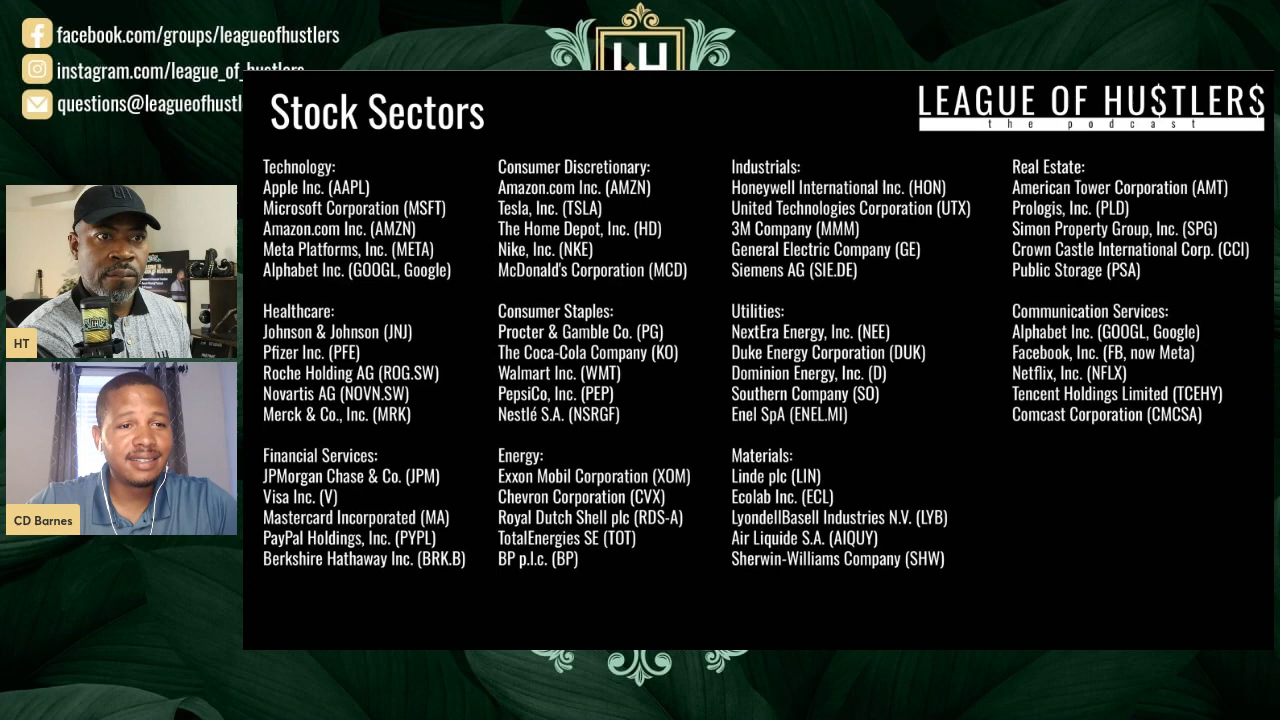 facebook.com/groups/leagueofhustlers
instagram.com/league_of_hustlers
questions@leagueofhustl
LH
Stock Sectors
LEAGUE OF HU$TLER$
the podcast
Technology:
Apple Inc. (AAPL)
Microsoft Corporation (MSFT)
Amazon.com Inc. (AMZN)
Meta Platforms, Inc. (META)
Alphabet Inc. (GOOGL, Google)
Healthcare:
Johnson & Johnson (JNJ)
Pfizer Inc. (PFE)
Roche Holding AG (ROG.SW)
Novartis AG (NOVN.SW)
Merck & Co., Inc. (MRK)
Financial Services:
JPMorgan Chase & Co. (JPM)
Visa Inc. (V)
Mastercard Incorporated (MA)
PayPal Holdings, Inc. (PYPL)
Berkshire Hathaway Inc. (BRK.B)
Consumer Discretionary:
Amazon.com Inc. (AMZN)
Tesla, Inc. (TSLA)
The Home Depot, Inc. (HD)
Nike, Inc. (NKE)
McDonald's Corporation (MCD)
Consumer Staples:
Procter & Gamble Co. (PG)
The Coca-Cola Company (KO)
Walmart Inc. (WMT)
PepsiCo, Inc. (PEP)
Nestlé S.A. (NSRGF)
Energy:
Exxon Mobil Corporation (XOM)
Chevron Corporation (CVX)
Royal Dutch Shell plc (RDS-A)
TotalEnergies SE (TOT)
BP p.l.c. (BP)
Industrials:
Honeywell International Inc. (HON)
United Technologies Corporation (UTX)
3M Company (MMM)
General Electric Company (GE)
Siemens AG (SIE.DE)
Utilities:
NextEra Energy, Inc. (NEE)
Duke Energy Corporation (DUK)
Dominion Energy, Inc. (D)
Southern Company (SO)
Enel SpA (ENEL.MI)
Materials:
Linde plc (LIN)
Ecolab Inc. (ECL)
LyondellBasell Industries N.V. (LYB)
Air Liquide S.A. (AIQUY)
Sherwin-Williams Company (SHW)
Real Estate:
American Tower Corporation (AMT)
Prologis, Inc. (PLD)
Simon Property Group, Inc. (SPG)
Crown Castle International Corp. (CCI)
Public Storage (PSA)
Communication Services:
Alphabet Inc. (GOOGL, Google)
Facebook, Inc. (FB, now Meta)
Netflix, Inc. (NFLX)
Tencent Holdings Limited (TCEHY)
Comcast Corporation (CMCSA)
HT
CD Barnes